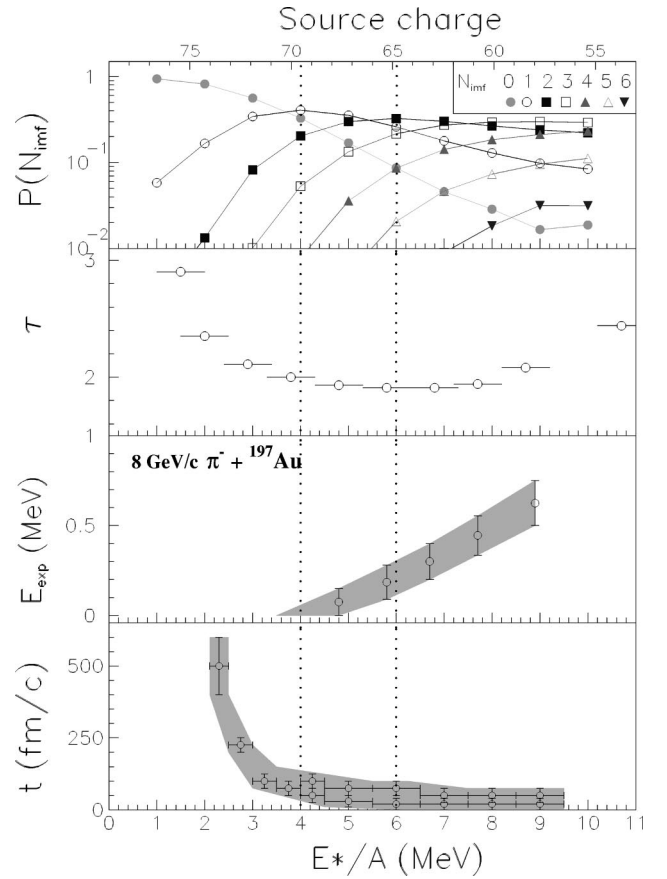 Source charge
75 70 65 60 55
N_imf 0 1 2 3 4 5 6
P(N_imf)
1
10^-1
10^-2
τ
3
2
1
8 GeV/c π^- + ^197Au
E_exp (MeV)
0.5
0
t (fm/c)
500
250
0
0 1 2 3 4 5 6 7 8 9 10 11
E*/A (MeV)